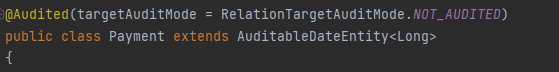 @Audited(targetAuditMode = RelationTargetAuditMode.NOT_AUDITED)
public class Payment extends AuditableDateEntity<Long>
{